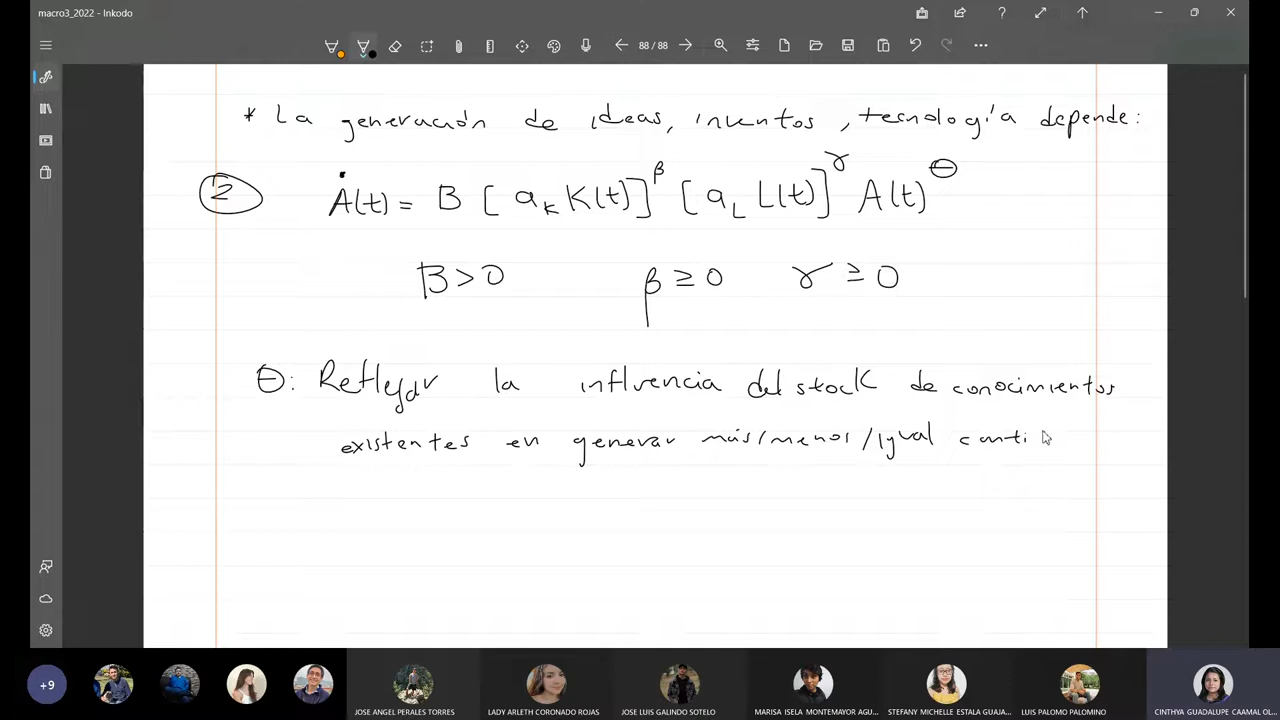 macro3_2022 - Inkodo
88 / 88
* La generación de ideas, inventos, tecnología depende:
2 Ȧ(t) = B [ a_K K(t)]^β [a_L L(t)]^γ A(t)^θ
B > 0 β ≥ 0 γ ≥ 0
θ: Reflejar la influencia del stock de conocimientos
existentes en generar más/menos/igual canti
+9
JOSE ANGEL PERALES TORRES
LADY ARLETH CORONADO ROJAS
JOSE LUIS GALINDO SOTELO
MARISA ISELA MONTEMAYOR AGU...
STEFANY MICHELLE ESTALA GUAJA...
LUIS PALOMO PALOMINO
CINTHYA GUADALUPE CAAMAL OL...